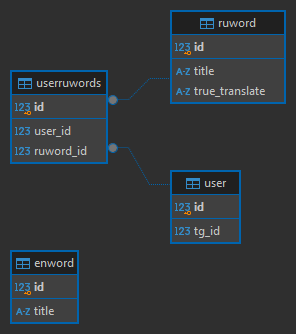 ruword
123 id
A-Z title
A-Z true_translate
userruwords
123 id
123 user_id
123 ruword_id
user
123 id
123 tg_id
enword
123 id
A-Z title